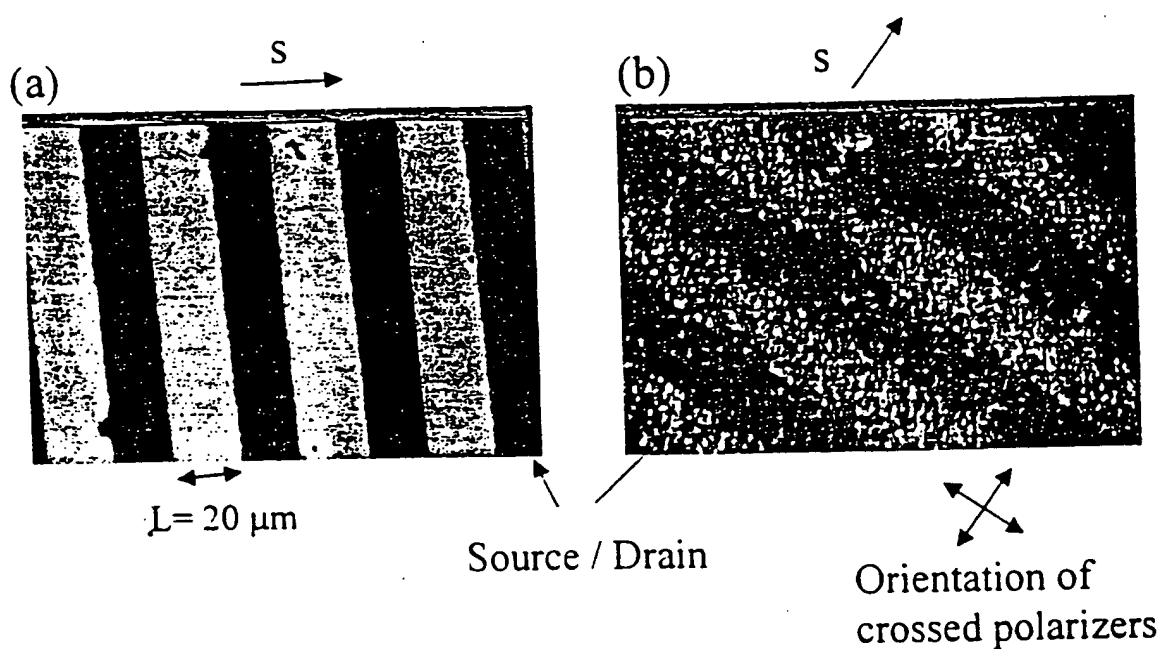 (a)
S
(b)
S
L= 20 μm
Source / Drain
Orientation of
crossed polarizers